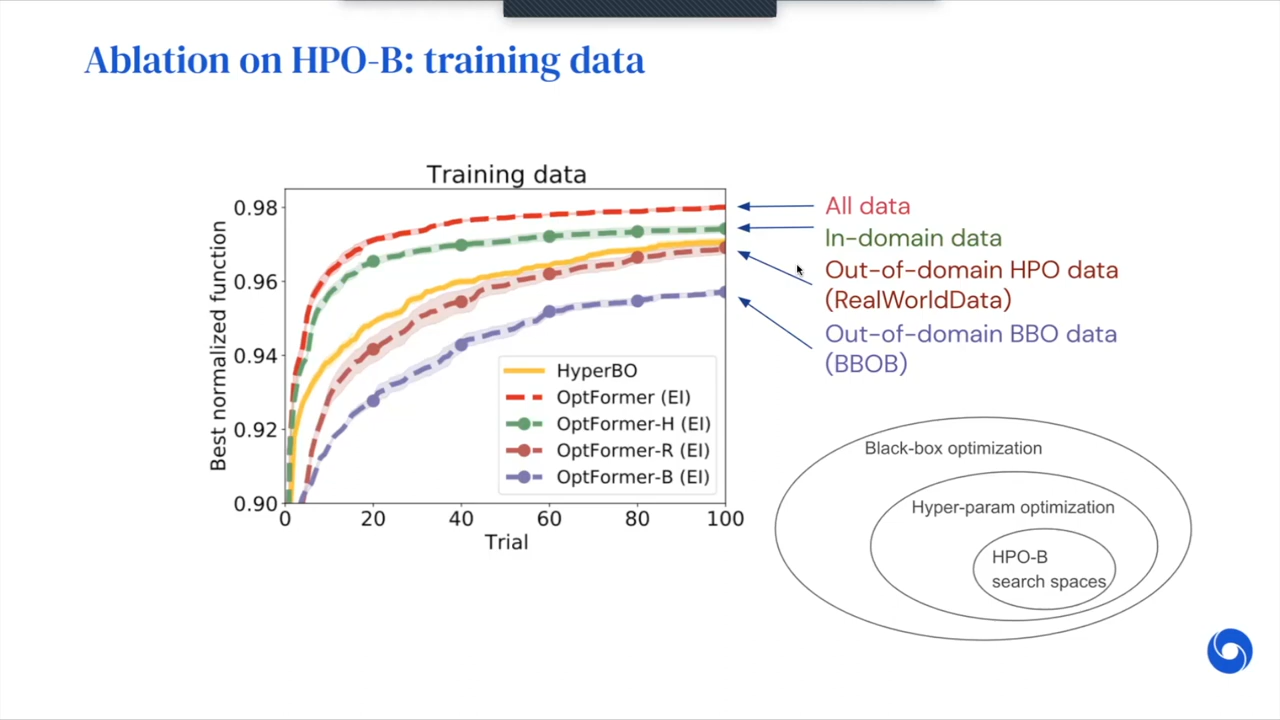 Ablation on HPO-B: training data
Training data
Best normalized function
0.98
0.96
0.94
0.92
0.90
0
20
40
60
80
100
Trial
HyperBO
OptFormer (EI)
OptFormer-H (EI)
OptFormer-R (EI)
OptFormer-B (EI)
All data
In-domain data
Out-of-domain HPO data
(RealWorldData)
Out-of-domain BBO data
(BBOB)
Black-box optimization
Hyper-param optimization
HPO-B
search spaces